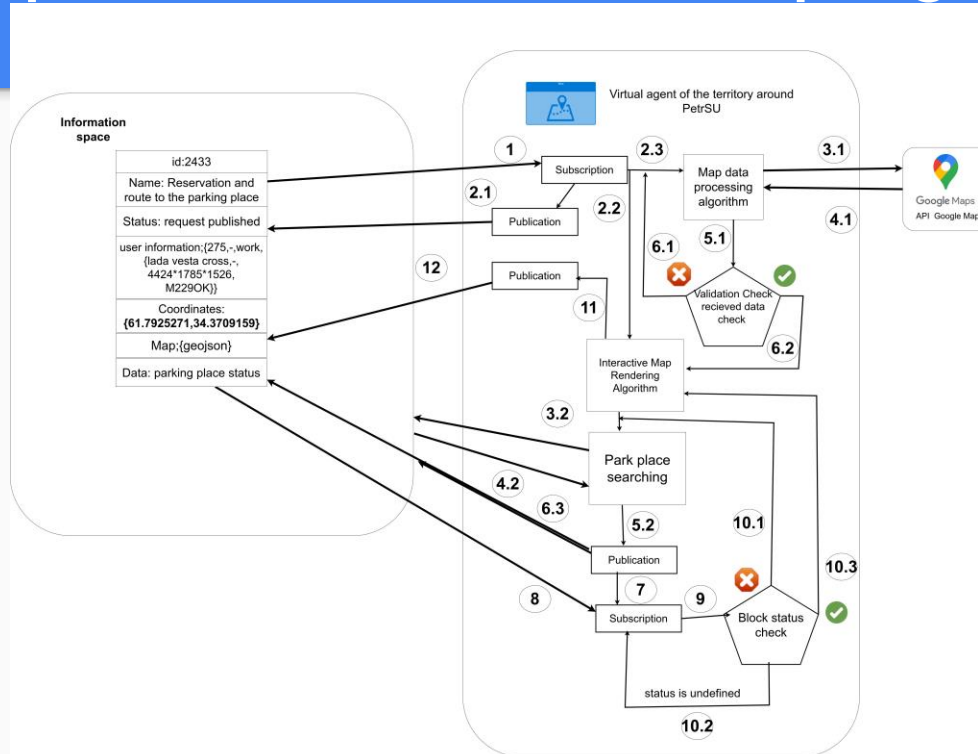 Information
space
id:2433
Name: Reservation and
route to the parking place
Status: request published
user information;{275,-,work,
{lada vesta cross,-,
4424*1785*1526,
M229OK}}
Coordinates:
{61.7925271,34.3709159}
Map;{geojson}
Data: parking place status
Virtual agent of the territory around
PetrSU
1
Subscription
2.3
Map data
processing
algorithm
3.1
Google Maps
API Google Map
4.1
2.1
Publication
2.2
6.1
5.1
12
Publication
11
Validation Check
recieved data
check
6.2
Interactive Map
Rendering
Algorithm
3.2
Park place
searching
4.2
6.3
5.2
10.1
Publication
10.3
8
7
Subscription
9
Block status
check
status is undefined
10.2